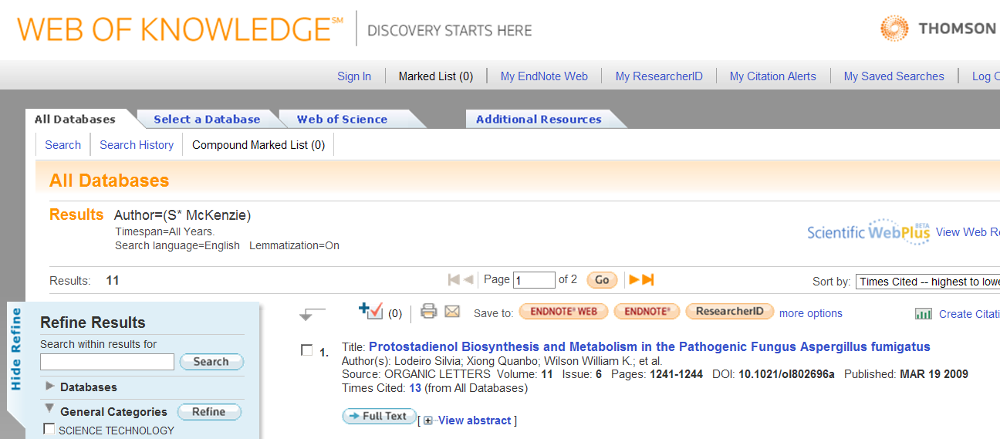 WEB OF KNOWLEDGE℠ DISCOVERY STARTS HERE THOMSON
Sign In Marked List (0) My EndNote Web My ResearcherID My Citation Alerts My Saved Searches Log
All Databases Select a Database Web of Science Additional Resources
Search Search History Compound Marked List (0)
All Databases
Results Author=(S* McKenzie)
Timespan=All Years.
Search language=English Lemmatization=On
Scientific WebPlus BETA View Web
Results: 11 Page 1 of 2 Go Sort by: Times Cited -- highest to
Hide Refine
Refine Results
Search within results for
Search
Databases
General Categories Refine
SCIENCE TECHNOLOGY
(0) Save to: ENDNOTE® WEB ENDNOTE® ResearcherID more options Create
1. Title: Protostadienol Biosynthesis and Metabolism in the Pathogenic Fungus Aspergillus fumigatus
Author(s): Lodeiro Silvia; Xiong Quanbo; Wilson William K.; et al.
Source: ORGANIC LETTERS Volume: 11 Issue: 6 Pages: 1241-1244 DOI: 10.1021/ol802696a Published: MAR 19 2009
Times Cited: 13 (from All Databases)
Full Text [ View abstract ]